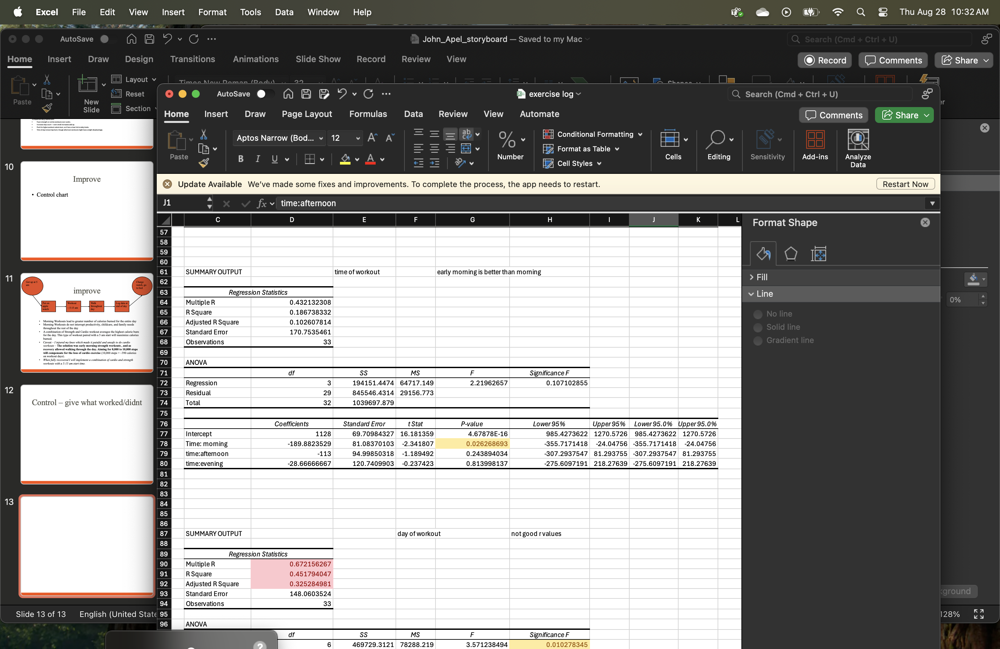 Excel File Edit View Insert Format Tools Data Window Help
Thu Aug 28 10:32 AM
AutoSave
John_Apel_storyboard — Saved to my Mac
Search (Cmd + Ctrl + U)
Home Insert Draw Design Transitions Animations Slide Show Record Review View
Record Comments Share
Paste
New Slide
Layout
Reset
Section
10
Improve
• Control chart
11
Get up at 5 am
Charge watch, go to bed
improve
Put on apple watch
Workout ~ 5:15 am
Walk throughout day
Log data at end of day
• Morning Workouts lead to greater number of calories burned for the entire day
• Morning Workouts do not interrupt productivity, childcare, and family needs
throughout the rest of the day
• A combination of Strength and Cardio workout averages the highest calorie burn
for the day. This type of workout paired with a 5 am start will maximize calories
burned.
• Caveat – I injured my knee which made it painful and unsafe to do cardio
workouts – The solution was early morning strength workouts , and as
recovery allowed walking through the day. Aiming for 8,000 to 10,000 steps
will compensate for the loss of cardio exercise (10,000 steps = ~390 calories
on workout days).
• When fully recovered I will implement a combination of cardio and strength
workouts with a 5:15 am start time.
12
Control – give what worked/didnt
13
Slide 13 of 13 English (United State
128%
0%
AutoSave
exercise log
Search (Cmd + Ctrl + U)
Home Insert Draw Page Layout Formulas Data Review View Automate
Comments Share
Paste
Aptos Narrow (Bod... 12
B I U
Number
Conditional Formatting
Format as Table
Cell Styles
Cells
Editing
Sensitivity
Add-ins
Analyze Data
Update Available We've made some fixes and improvements. To complete the process, the app needs to restart.
Restart Now
J1 fx time:afternoon
C D E F G H I J K L
57
58
59
60
61 SUMMARY OUTPUT time of workout early morning is better than morning
62
63 Regression Statistics
64 Multiple R 0.432132308
65 R Square 0.186738332
66 Adjusted R Square 0.102607814
67 Standard Error 170.7535461
68 Observations 33
69
70 ANOVA
71 df SS MS F Significance F
72 Regression 3 194151.4474 64717.149 2.21962657 0.107102855
73 Residual 29 845546.4314 29156.773
74 Total 32 1039697.879
75
76 Coefficients Standard Error t Stat P-value Lower 95% Upper 95% Lower 95.0% Upper 95.0%
77 Intercept 1128 69.70984327 16.181359 4.67878E-16 985.4273622 1270.5726 985.4273622 1270.5726
78 Time: morning -189.8823529 81.08370103 -2.341807 0.026268693 -355.7171418 -24.04756 -355.7171418 -24.04756
79 time:afternoon -113 94.99850318 -1.189492 0.243894034 -307.2937547 81.293755 -307.2937547 81.293755
80 time:evening -28.66666667 120.7409903 -0.237423 0.813998137 -275.6097191 218.27639 -275.6097191 218.27639
81
82
83
84
85
86
87 SUMMARY OUTPUT day of workout not good r values
88
89 Regression Statistics
90 Multiple R 0.672156267
91 R Square 0.451794047
92 Adjusted R Square 0.325284981
93 Standard Error 148.0603524
94 Observations 33
95
96 ANOVA
df SS MS F Significance F
6 469729.3121 78288.219 3.571238494 0.010278345
Format Shape
Fill
Line
No line
Solid line
Gradient line